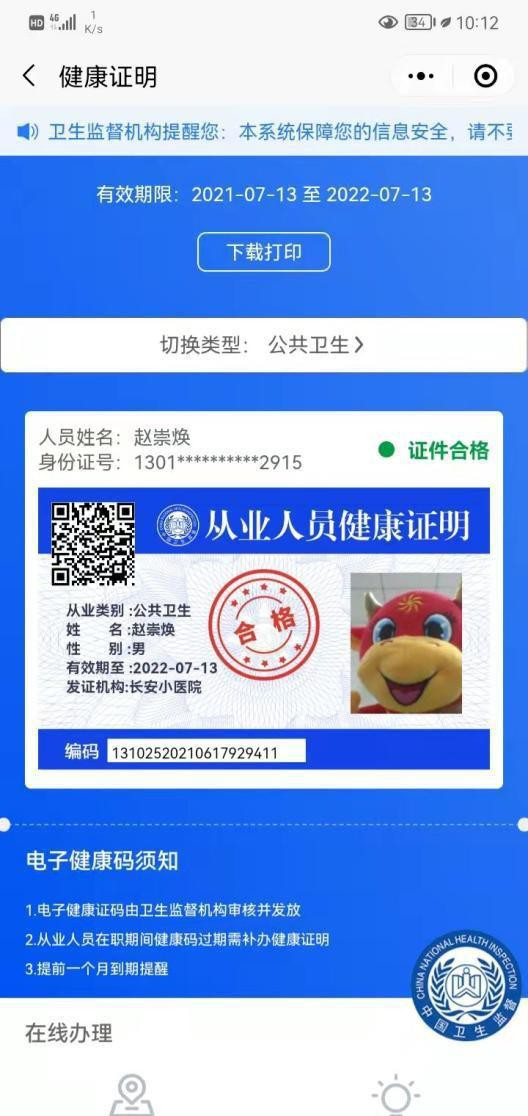 HD 4G 1 K/s 34 10:12
健康证明
卫生监督机构提醒您：本系统保障您的信息安全，请不要
有效期限：2021-07-13 至 2022-07-13
下载打印
切换类型： 公共卫生
人员姓名：赵崇焕
身份证号：1301**********2915
证件合格
从业人员健康证明
从业类别:公共卫生
姓 名:赵崇焕
性 别:男
有效期至:2022-07-13
发证机构:长安小医院
合格
编码 13102520210617929411
电子健康码须知
1.电子健康证码由卫生监督机构审核并发放
2.从业人员在职期间健康码过期需补办健康证明
3.提前一个月到期提醒
CHINA NATIONAL HEALTH INSPECTION
中国卫生监督
在线办理